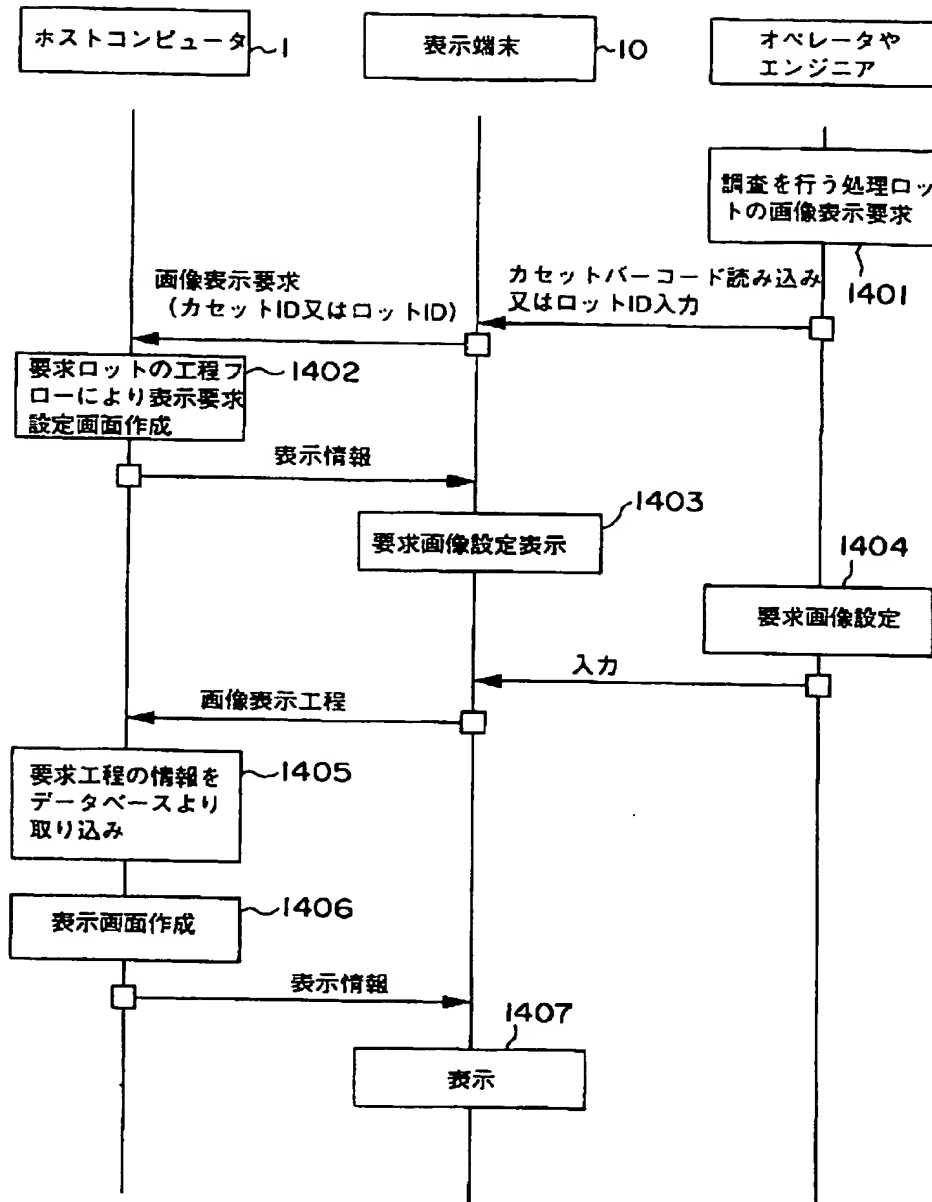 ホストコンピュータ
1
表示端末
10
オペレータや
エンジニア
調査を行う処理ロッ
トの画像表示要求
1401
カセットバーコード読み込み
又はロットID入力
画像表示要求
(カセットID又はロットID)
要求ロットの工程フ
ローにより表示要求
設定画面作成
1402
表示情報
要求画像設定表示
1403
要求画像設定
1404
入力
画像表示工程
要求工程の情報を
データベースより
取り込み
1405
表示画面作成
1406
表示情報
表示
1407